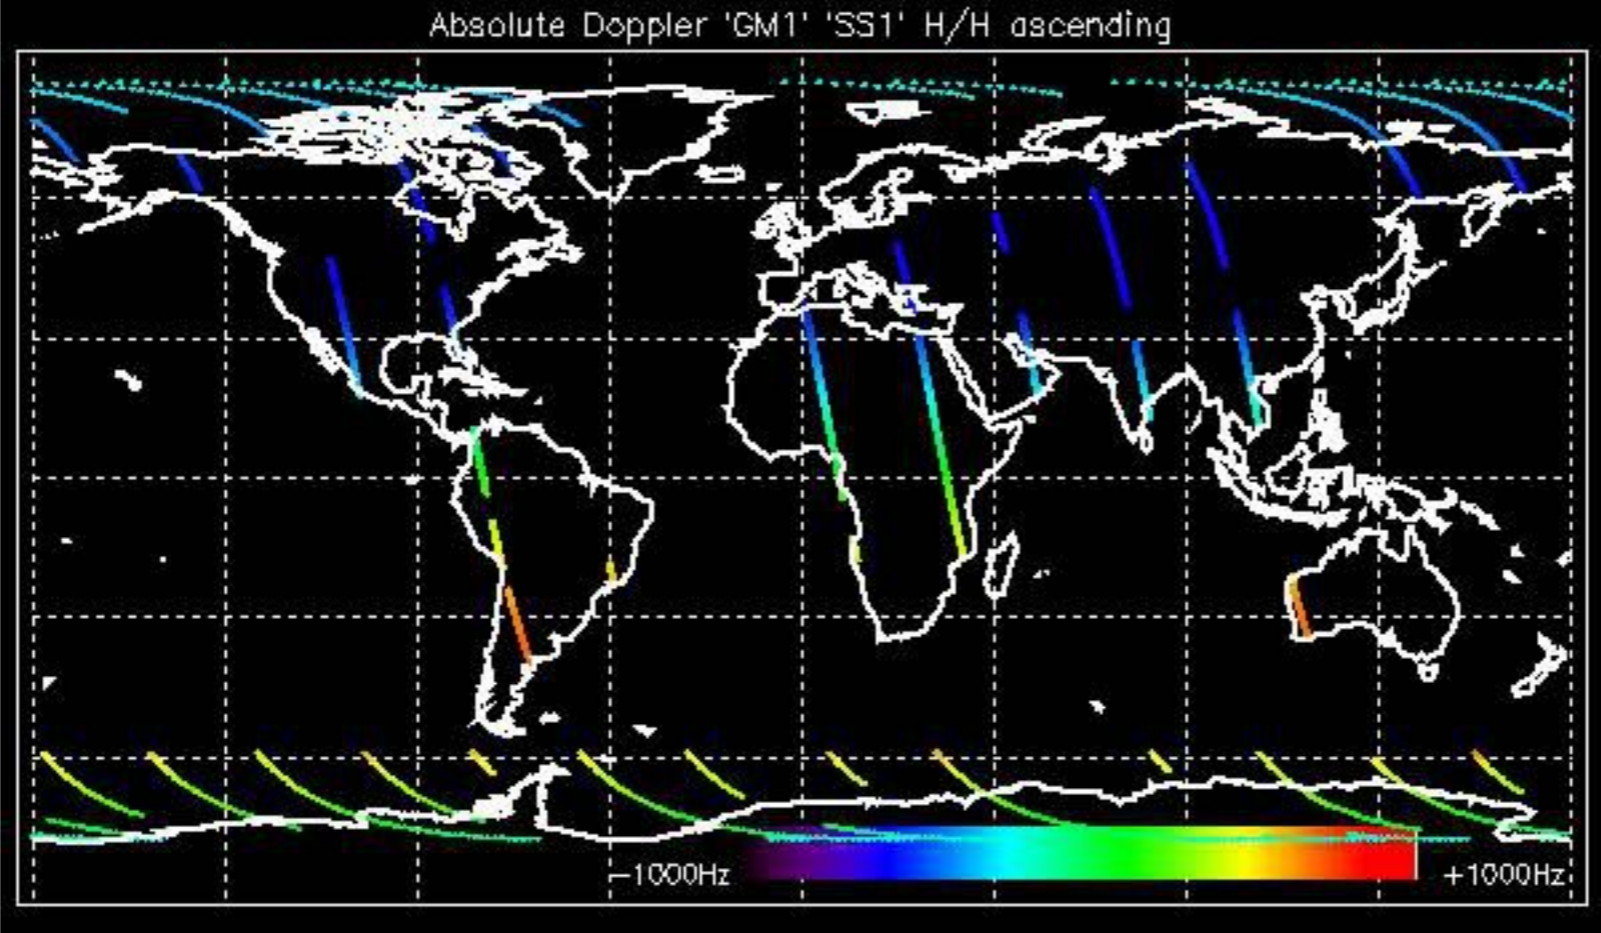 Absolute Doppler 'GM1' 'SS1' H/H ascending
-1000Hz +1000Hz